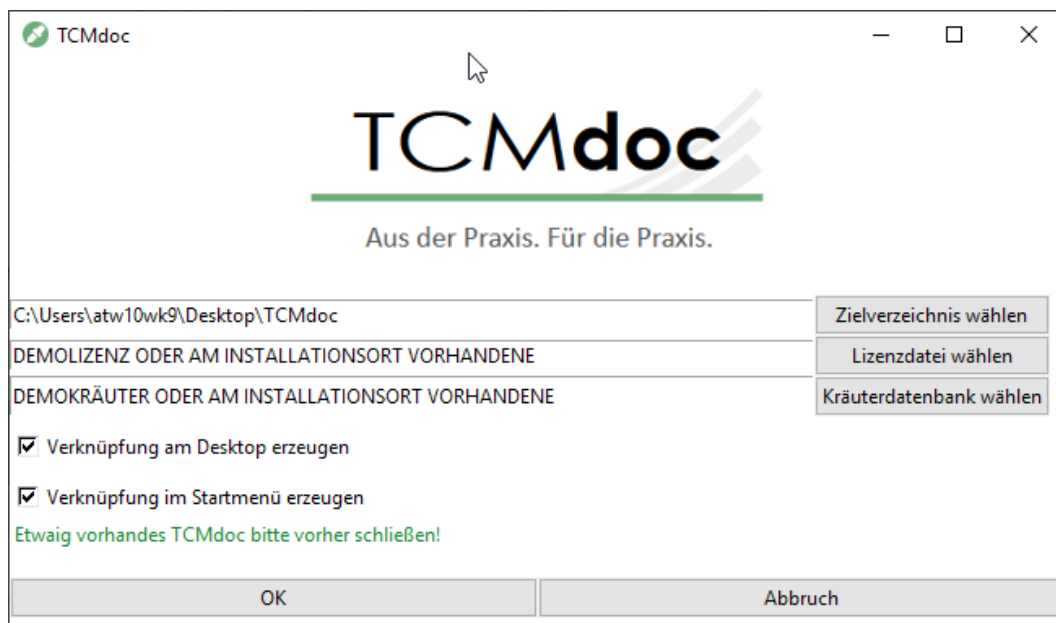 TCMdoc
TCMdoc
Aus der Praxis. Für die Praxis.
C:\Users\atw10wk9\Desktop\TCMdoc
Zielverzeichnis wählen
DEMOLIZENZ ODER AM INSTALLATIONSORT VORHANDENE
Lizenzdatei wählen
DEMOKRÄUTER ODER AM INSTALLATIONSORT VORHANDENE
Kräuterdatenbank wählen
Verknüpfung am Desktop erzeugen
Verknüpfung im Startmenü erzeugen
Etwaig vorhandes TCMdoc bitte vorher schließen!
OK
Abbruch